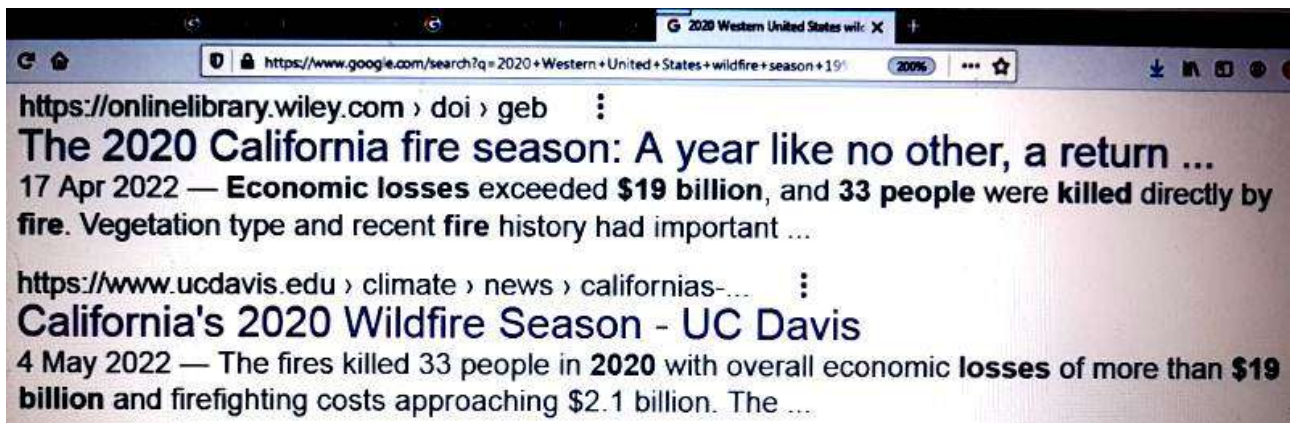 G 2020 Western United States wil
https://www.google.com/search?q=2020+Western+United+States+wildfire+season+19
200%
https://onlinelibrary.wiley.com › doi › geb
The 2020 California fire season: A year like no other, a return ...
17 Apr 2022 — Economic losses exceeded $19 billion, and 33 people were killed directly by
fire. Vegetation type and recent fire history had important ...
https://www.ucdavis.edu › climate › news › californias-...
California's 2020 Wildfire Season - UC Davis
4 May 2022 — The fires killed 33 people in 2020 with overall economic losses of more than $19
billion and firefighting costs approaching $2.1 billion. The ...